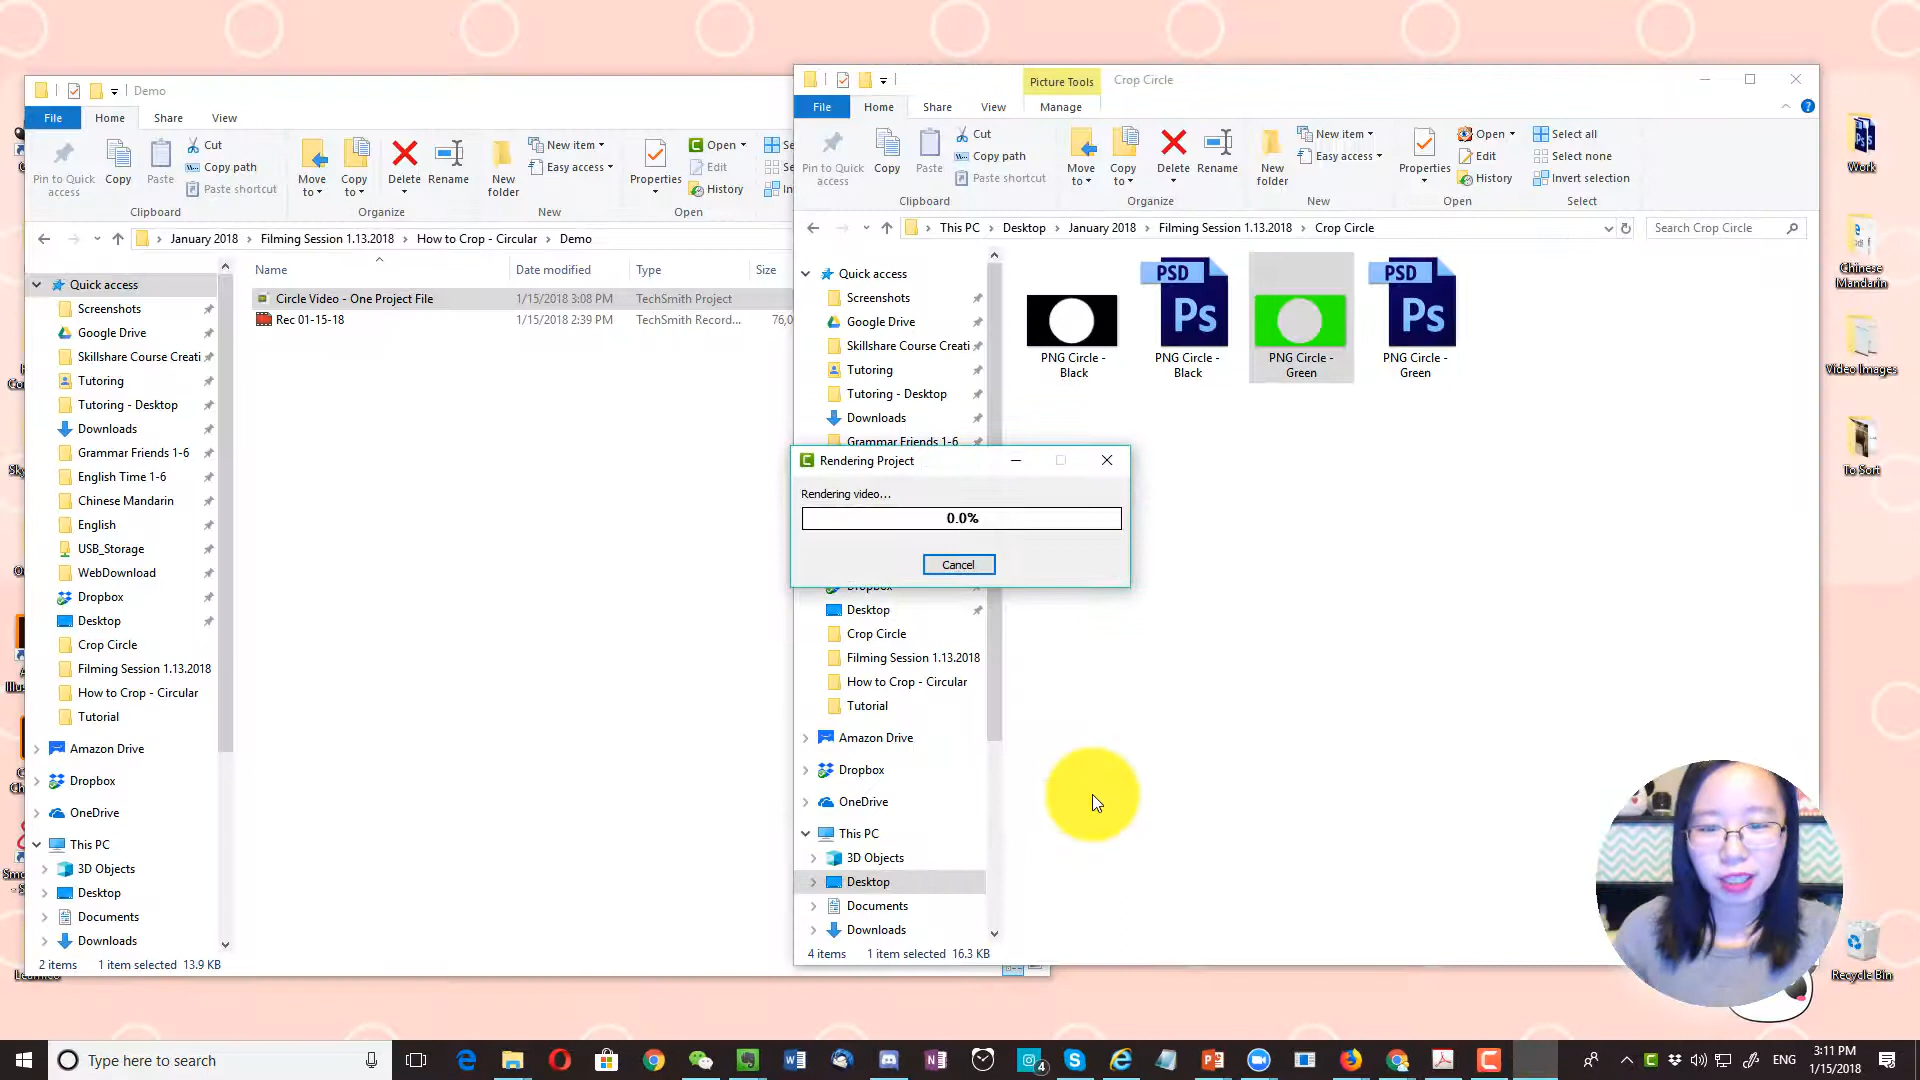 Demo
File
Home
Share
View
Pin to Quick access
Copy
Paste
Cut
Copy path
Paste shortcut
Clipboard
Move to
Copy to
Delete
Rename
Organize
New folder
New item
Easy access
New
Properties
Open
Edit
History
Open
January 2018 > Filming Session 1.13.2018 > How to Crop - Circular > Demo
Name
Date modified
Type
Size
Circle Video - One Project File 1/15/2018 3:08 PM TechSmith Project
Rec 01-15-18 1/15/2018 2:39 PM TechSmith Record... 76,0
Quick access
Screenshots
Google Drive
Skillshare Course Creati
Tutoring
Tutoring - Desktop
Downloads
Grammar Friends 1-6
English Time 1-6
Chinese Mandarin
English
USB_Storage
WebDownload
Dropbox
Desktop
Crop Circle
Filming Session 1.13.2018
How to Crop - Circular
Tutorial
Amazon Drive
Dropbox
OneDrive
This PC
3D Objects
Desktop
Documents
Downloads
2 items 1 item selected 13.9 KB
Picture Tools
Crop Circle
File
Home
Share
View
Manage
Pin to Quick access
Copy
Paste
Cut
Copy path
Paste shortcut
Clipboard
Move to
Copy to
Delete
Rename
Organize
New folder
New item
Easy access
New
Properties
Open
Edit
History
Open
Select all
Select none
Invert selection
Select
This PC > Desktop > January 2018 > Filming Session 1.13.2018 > Crop Circle
Search Crop Circle
Quick access
Screenshots
Google Drive
Skillshare Course Creati
Tutoring
Tutoring - Desktop
Downloads
Grammar Friends 1-6
Dropbox
Desktop
Crop Circle
Filming Session 1.13.2018
How to Crop - Circular
Tutorial
Amazon Drive
Dropbox
OneDrive
This PC
3D Objects
Desktop
Documents
Downloads
4 items 1 item selected 16.3 KB
PSD
Ps
PSD
Ps
PNG Circle - Black
PNG Circle - Black
PNG Circle - Green
PNG Circle - Green
Rendering Project
Rendering video...
0.0%
Cancel
Work
Chinese Mandarin
Video Images
To Sort
Recycle Bin
Type here to search
4
ENG
3:11 PM
1/15/2018